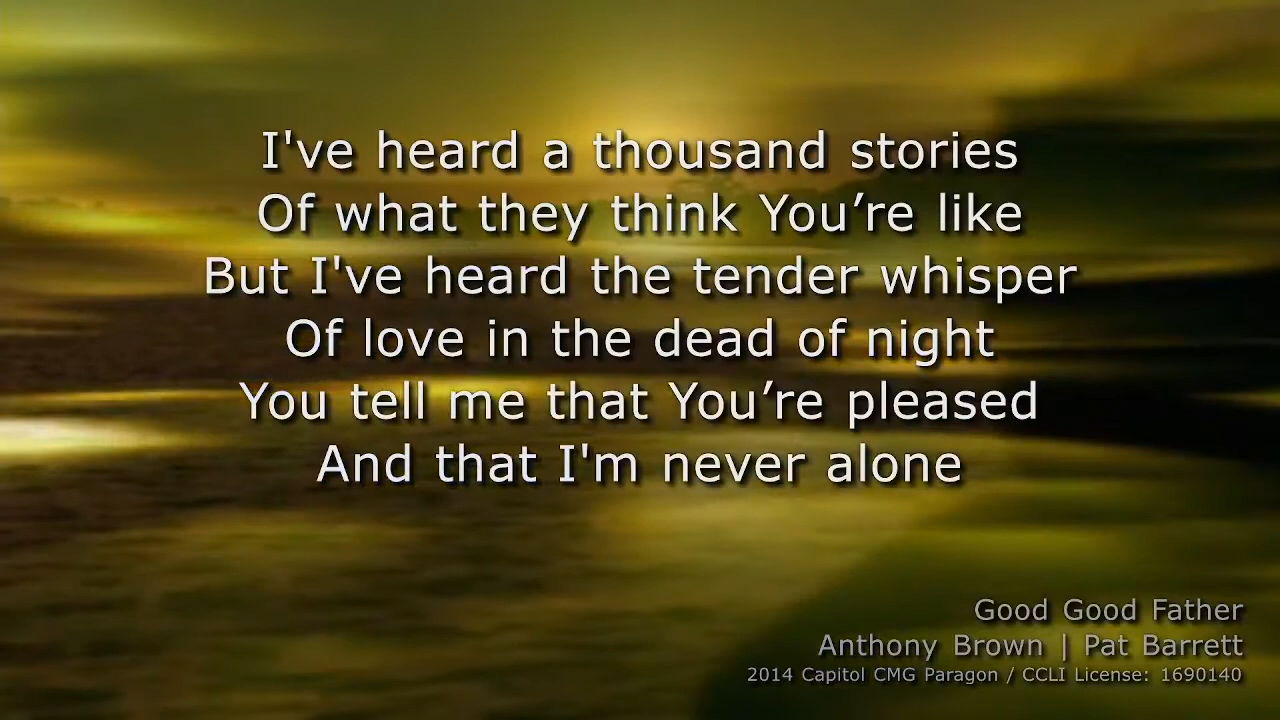 I've heard a thousand stories
Of what they think You’re like
But I've heard the tender whisper
Of love in the dead of night
You tell me that You’re pleased
And that I'm never alone
Good Good Father
Anthony Brown | Pat Barrett
2014 Capitol CMG Paragon / CCLI License: 1690140